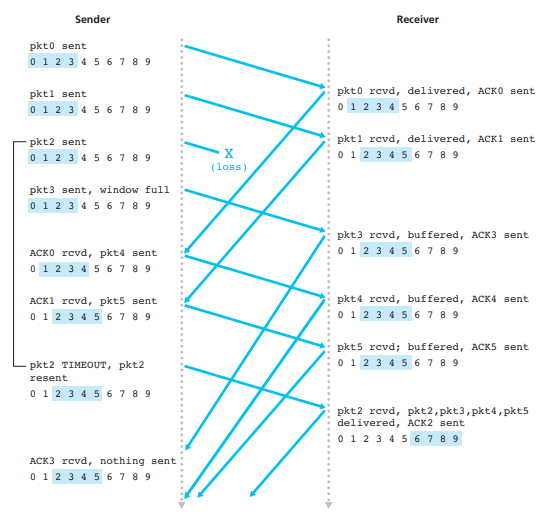 Sender
Receiver
pkt0 sent
0 1 2 3 4 5 6 7 8 9
pkt0 rcvd, delivered, ACK0 sent
0 1 2 3 4 5 6 7 8 9
pkt1 sent
0 1 2 3 4 5 6 7 8 9
pkt1 rcvd, delivered, ACK1 sent
0 1 2 3 4 5 6 7 8 9
pkt2 sent
0 1 2 3 4 5 6 7 8 9
X
(loss)
pkt3 sent, window full
0 1 2 3 4 5 6 7 8 9
pkt3 rcvd, buffered, ACK3 sent
0 1 2 3 4 5 6 7 8 9
ACK0 rcvd, pkt4 sent
0 1 2 3 4 5 6 7 8 9
pkt4 rcvd, buffered, ACK4 sent
0 1 2 3 4 5 6 7 8 9
ACK1 rcvd, pkt5 sent
0 1 2 3 4 5 6 7 8 9
pkt5 rcvd; buffered, ACK5 sent
0 1 2 3 4 5 6 7 8 9
pkt2 TIMEOUT, pkt2
resent
0 1 2 3 4 5 6 7 8 9
pkt2 rcvd, pkt2,pkt3,pkt4,pkt5
delivered, ACK2 sent
0 1 2 3 4 5 6 7 8 9
ACK3 rcvd, nothing sent
0 1 2 3 4 5 6 7 8 9